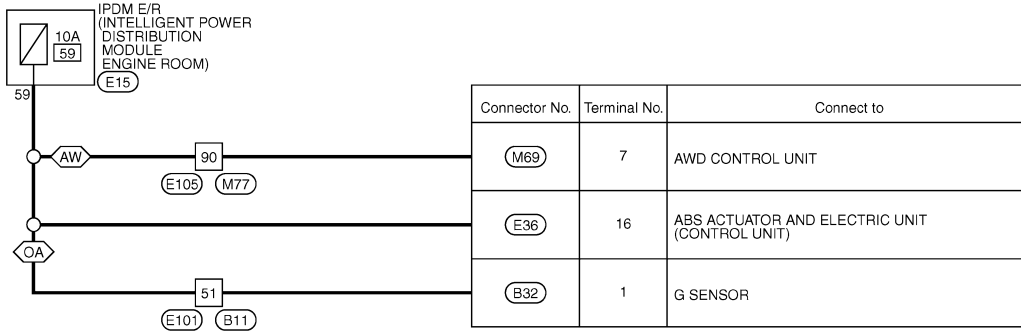 IPDM E/R
(INTELLIGENT POWER
DISTRIBUTION
MODULE
ENGINE ROOM)
10A
59
E15
59
Connector No. Terminal No. Connect to
AW 90 M69 7 AWD CONTROL UNIT
E105 M77
E36 16 ABS ACTUATOR AND ELECTRIC UNIT
(CONTROL UNIT)
OA
51 B32 1 G SENSOR
E101 B11